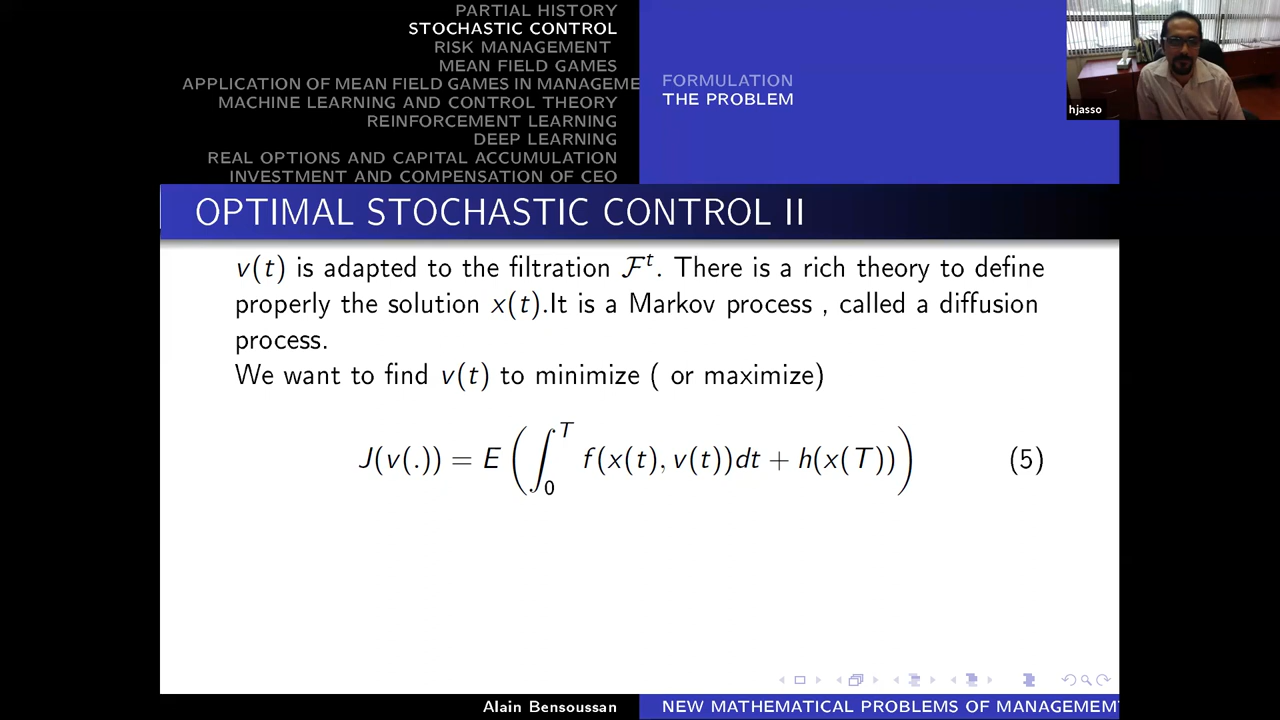 PARTIAL HISTORY
STOCHASTIC CONTROL
RISK MANAGEMENT
MEAN FIELD GAMES
APPLICATION OF MEAN FIELD GAMES IN MANAGEME
MACHINE LEARNING AND CONTROL THEORY
REINFORCEMENT LEARNING
DEEP LEARNING
REAL OPTIONS AND CAPITAL ACCUMULATION
INVESTMENT AND COMPENSATION OF CEO
FORMULATION
THE PROBLEM
hjasso
OPTIMAL STOCHASTIC CONTROL II
v(t) is adapted to the filtration ℱᵗ. There is a rich theory to define
properly the solution x(t).It is a Markov process , called a diffusion
process.
We want to find v(t) to minimize ( or maximize)
J(v(.)) = E ( ∫₀ᵀ f(x(t), v(t))dt + h(x(T)) ) (5)
Alain Bensoussan
NEW MATHEMATICAL PROBLEMS OF MANAGEMENT